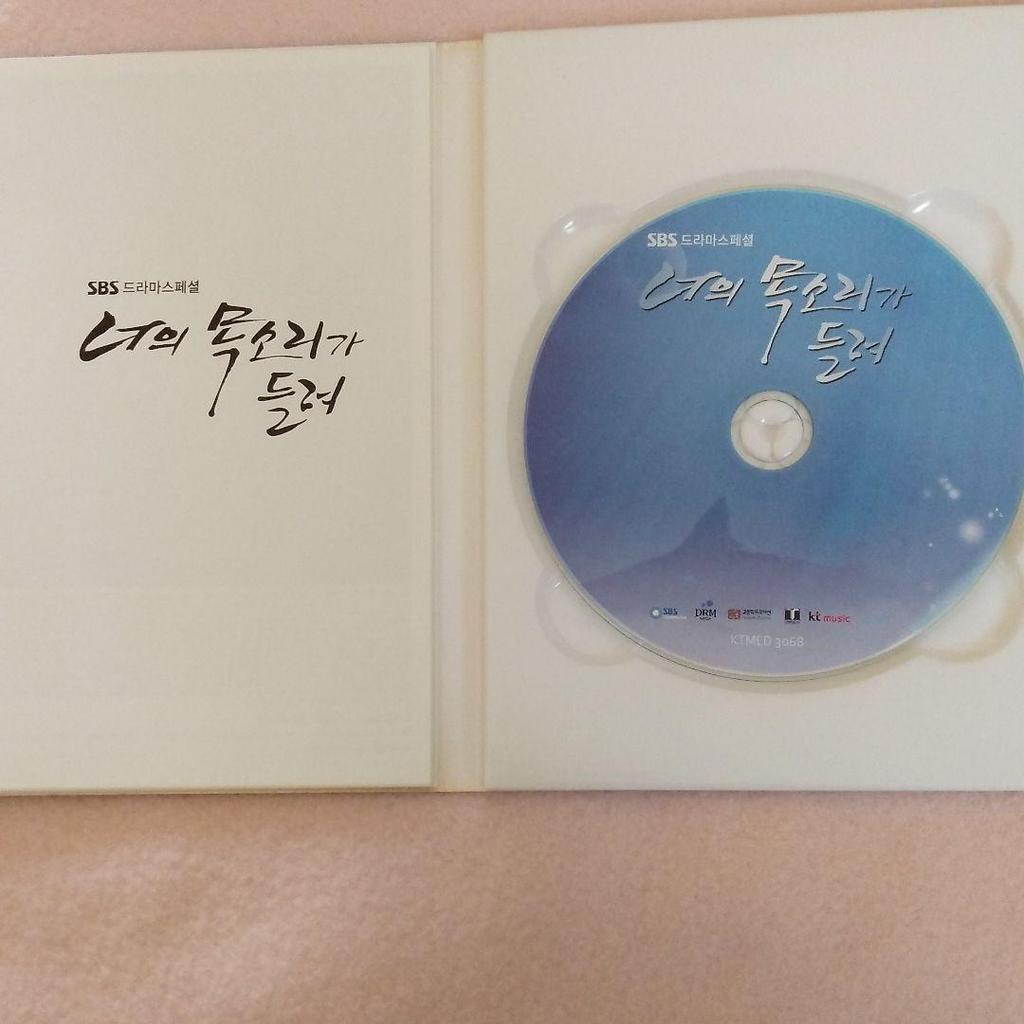 SBS 드라마스페셜
너의 목소리가
들려
SBS 드라마스페셜
너의 목소리가
들려
SBS
DRM
kt music
KTMCD 3068